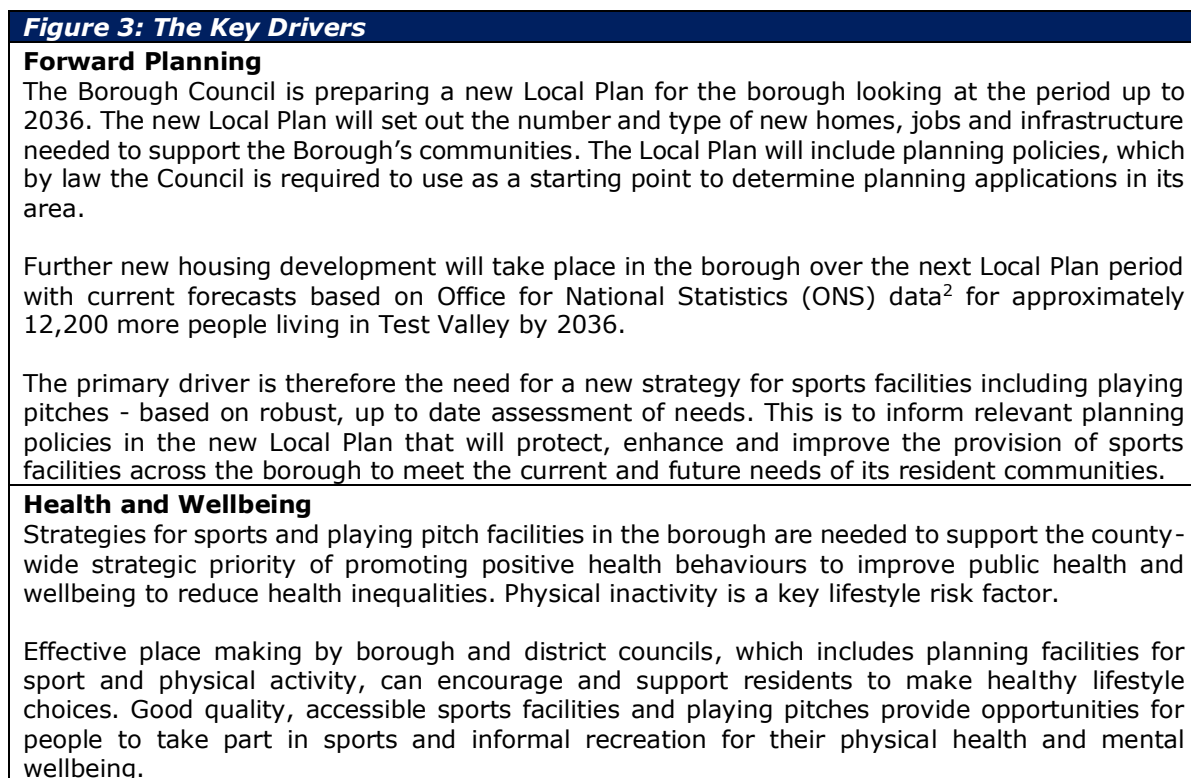 Figure 3: The Key Drivers
Forward Planning
The Borough Council is preparing a new Local Plan for the borough looking at the period up to
2036. The new Local Plan will set out the number and type of new homes, jobs and infrastructure
needed to support the Borough’s communities. The Local Plan will include planning policies, which
by law the Council is required to use as a starting point to determine planning applications in its
area.
Further new housing development will take place in the borough over the next Local Plan period
with current forecasts based on Office for National Statistics (ONS) data² for approximately
12,200 more people living in Test Valley by 2036.
The primary driver is therefore the need for a new strategy for sports facilities including playing
pitches - based on robust, up to date assessment of needs. This is to inform relevant planning
policies in the new Local Plan that will protect, enhance and improve the provision of sports
facilities across the borough to meet the current and future needs of its resident communities.
Health and Wellbeing
Strategies for sports and playing pitch facilities in the borough are needed to support the county-
wide strategic priority of promoting positive health behaviours to improve public health and
wellbeing to reduce health inequalities. Physical inactivity is a key lifestyle risk factor.
Effective place making by borough and district councils, which includes planning facilities for
sport and physical activity, can encourage and support residents to make healthy lifestyle
choices. Good quality, accessible sports facilities and playing pitches provide opportunities for
people to take part in sports and informal recreation for their physical health and mental
wellbeing.